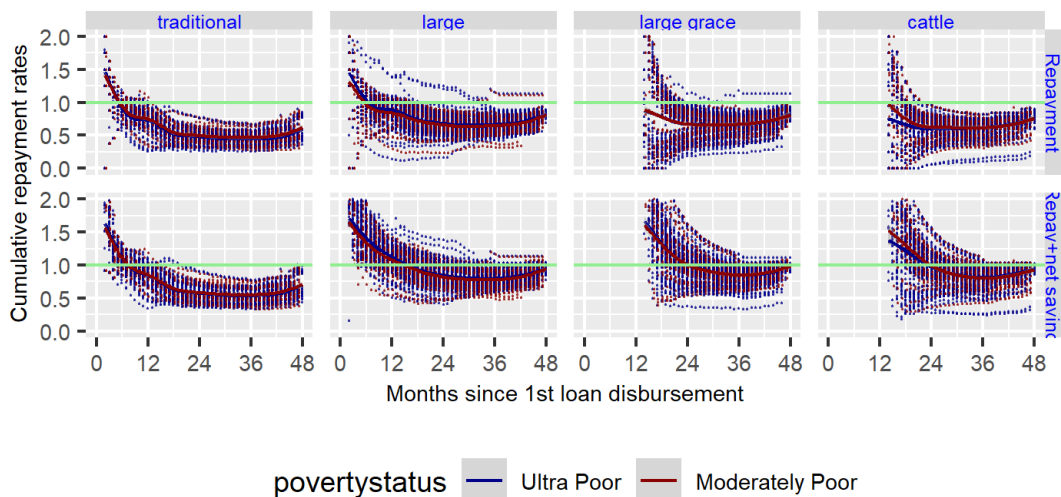 traditional large large grace cattle
Cumulative repayment rates
2.0
1.5
1.0
0.5
0.0
Repayment
2.0
1.5
1.0
0.5
0.0
Repay+net saving
0 12 24 36 48 0 12 24 36 48 0 12 24 36 48 0 12 24 36 48
Months since 1st loan disbursement
povertystatus Ultra Poor Moderately Poor